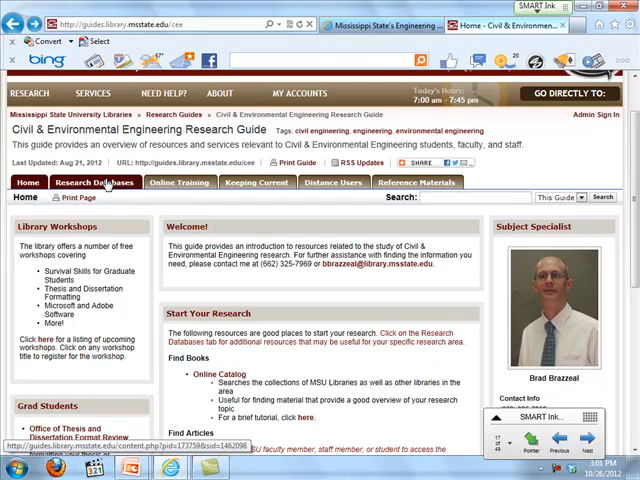 SMART Ink
http://guides.library.msstate.edu/cee
Mississippi State's Engineering ...
Home - Civil & Environmen...
Convert
Select
bing
RESEARCH
SERVICES
NEED HELP?
ABOUT
MY ACCOUNTS
Today's Hours:
7:00 am - 7:45 pm
GO DIRECTLY TO:
Mississippi State University Libraries » Research Guides » Civil & Environmental Engineering Research Guide
Admin Sign In
Civil & Environmental Engineering Research Guide
Tags: civil engineering, engineering, environmental engineering
This guide provides an overview of resources and services relevant to Civil & Environmental Engineering students, faculty, and staff.
Last Updated: Aug 21, 2012
URL: http://guides.library.msstate.edu/cee
Print Guide
RSS Updates
SHARE
Home
Research Databases
Online Training
Keeping Current
Distance Users
Reference Materials
Home
Print Page
Search:
This Guide
Search
Library Workshops
The library offers a number of free
workshops covering
• Survival Skills for Graduate
Students
• Thesis and Dissertation
Formatting
• Microsoft and Adobe
Software
• More!
Click here for a listing of upcoming
workshops. Click on any workshop
title to register for the workshop.
Grad Students
• Office of Thesis and
Dissertation Format Review
Welcome!
This guide provides an introduction to resources related to the study of Civil &
Environmental Engineering research. For further assistance with finding the information you
need, please contact me at (662) 325-7969 or bbrazzeal@library.msstate.edu.
Start Your Research
The following resources are good places to start your research. Click on the Research
Databases tab for additional resources that may be useful for your specific research area.
Find Books
• Online Catalog
◦ Searches the collections of MSU Libraries as well as other libraries in the
area
◦ Useful for finding material that provide a good overview of your research
topic
◦ For a brief tutorial, click here.
Find Articles
MSU faculty member, staff member, or student to access
Subject Specialist
Brad Brazzeal
Contact Info
SMART Ink...
17
of
49
Pointer
Previous
Next
http://guides.library.msstate.edu/content.php?pid=173759&sid=1462098
321
3:01 PM
10/26/2012